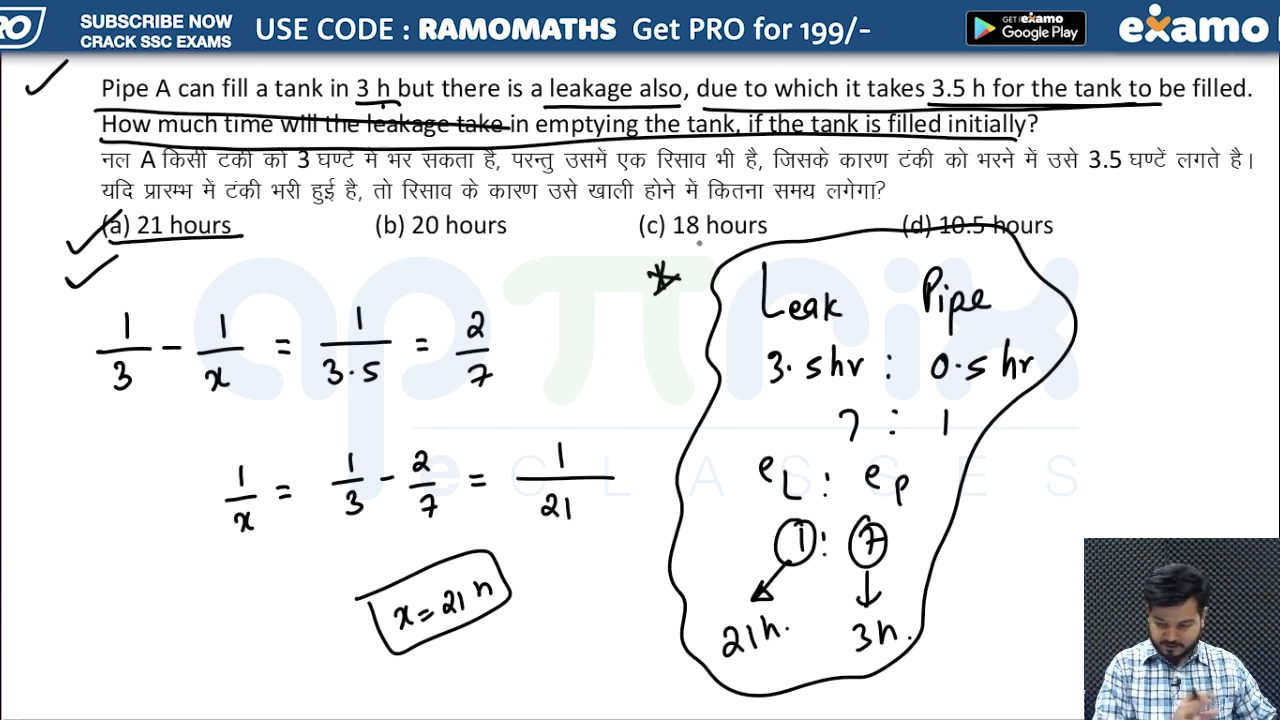 RO
SUBSCRIBE NOW
CRACK SSC EXAMS
USE CODE : RAMOMATHS Get PRO for 199/-
GET IT examo
Google Play
examo
Pipe A can fill a tank in 3 h but there is a leakage also, due to which it takes 3.5 h for the tank to be filled.
How much time will the leakage take in emptying the tank, if the tank is filled initially?
नल A किसी टंकी को 3 घण्टे में भर सकता है, परन्तु उसमें एक रिसाव भी है, जिसके कारण टंकी को भरने में उसे 3.5 घण्टें लगते है।
यदि प्रारम्भ में टंकी भरी हुई है, तो रिसाव के कारण उसे खाली होने में कितना समय लगेगा?
(a) 21 hours (b) 20 hours (c) 18 hours (d) 10.5 hours
1/3 - 1/x = 1/3.5 = 2/7
1/x = 1/3 - 2/7 = 1/21
x = 21 h
Leak Pipe
3.5 hr : 0.5 hr
7 : 1
eL : ep
1 : 7
21h. 3h.
apπrix
e CLASSES